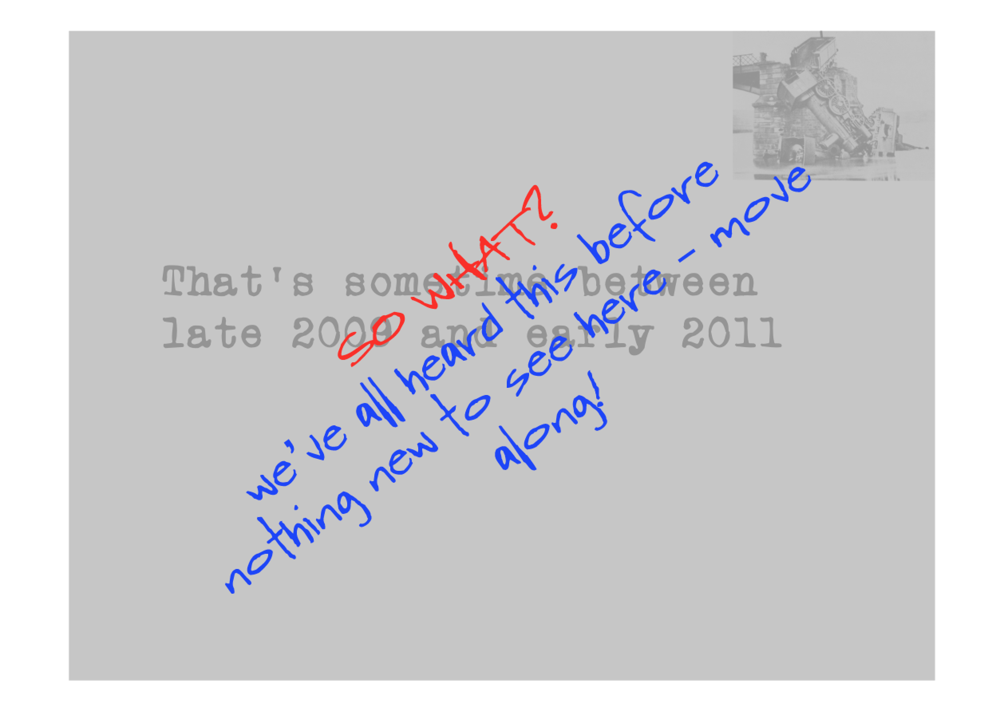 That's sometime between
late 2009 and early 2011
SO WHAT?
we've all heard this before
nothing new to see here - move
along!